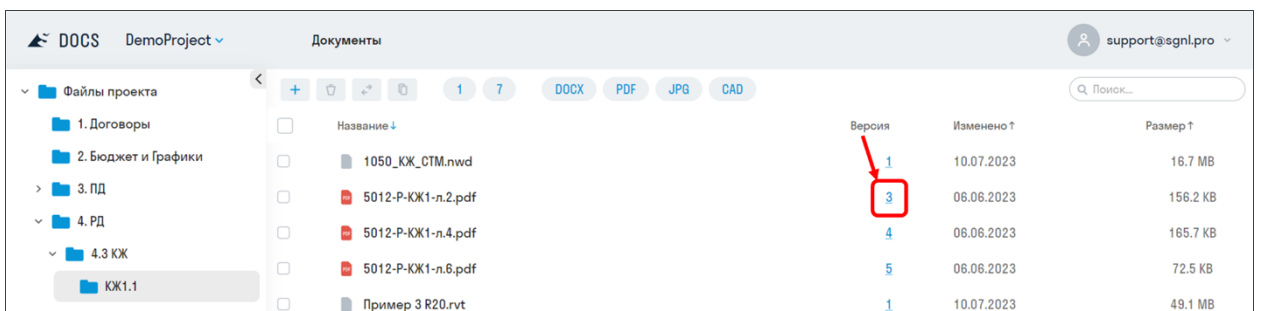 DOCS DemoProject Документы support@sgnl.pro
Файлы проекта
1. Договоры
2. Бюджет и Графики
3. ПД
4. РД
4.3 КЖ
КЖ1.1
+ 1 7 DOCX PDF JPG CAD Поиск...
Название↓ Версия Изменено↑ Размер↑
1050_КЖ_СТМ.nwd 1 10.07.2023 16.7 MB
5012-Р-КЖ1-л.2.pdf 3 06.06.2023 156.2 KB
5012-Р-КЖ1-л.4.pdf 4 06.06.2023 165.7 KB
5012-Р-КЖ1-л.6.pdf 5 06.06.2023 72.5 KB
Пример 3 R20.rvt 1 10.07.2023 49.1 MB